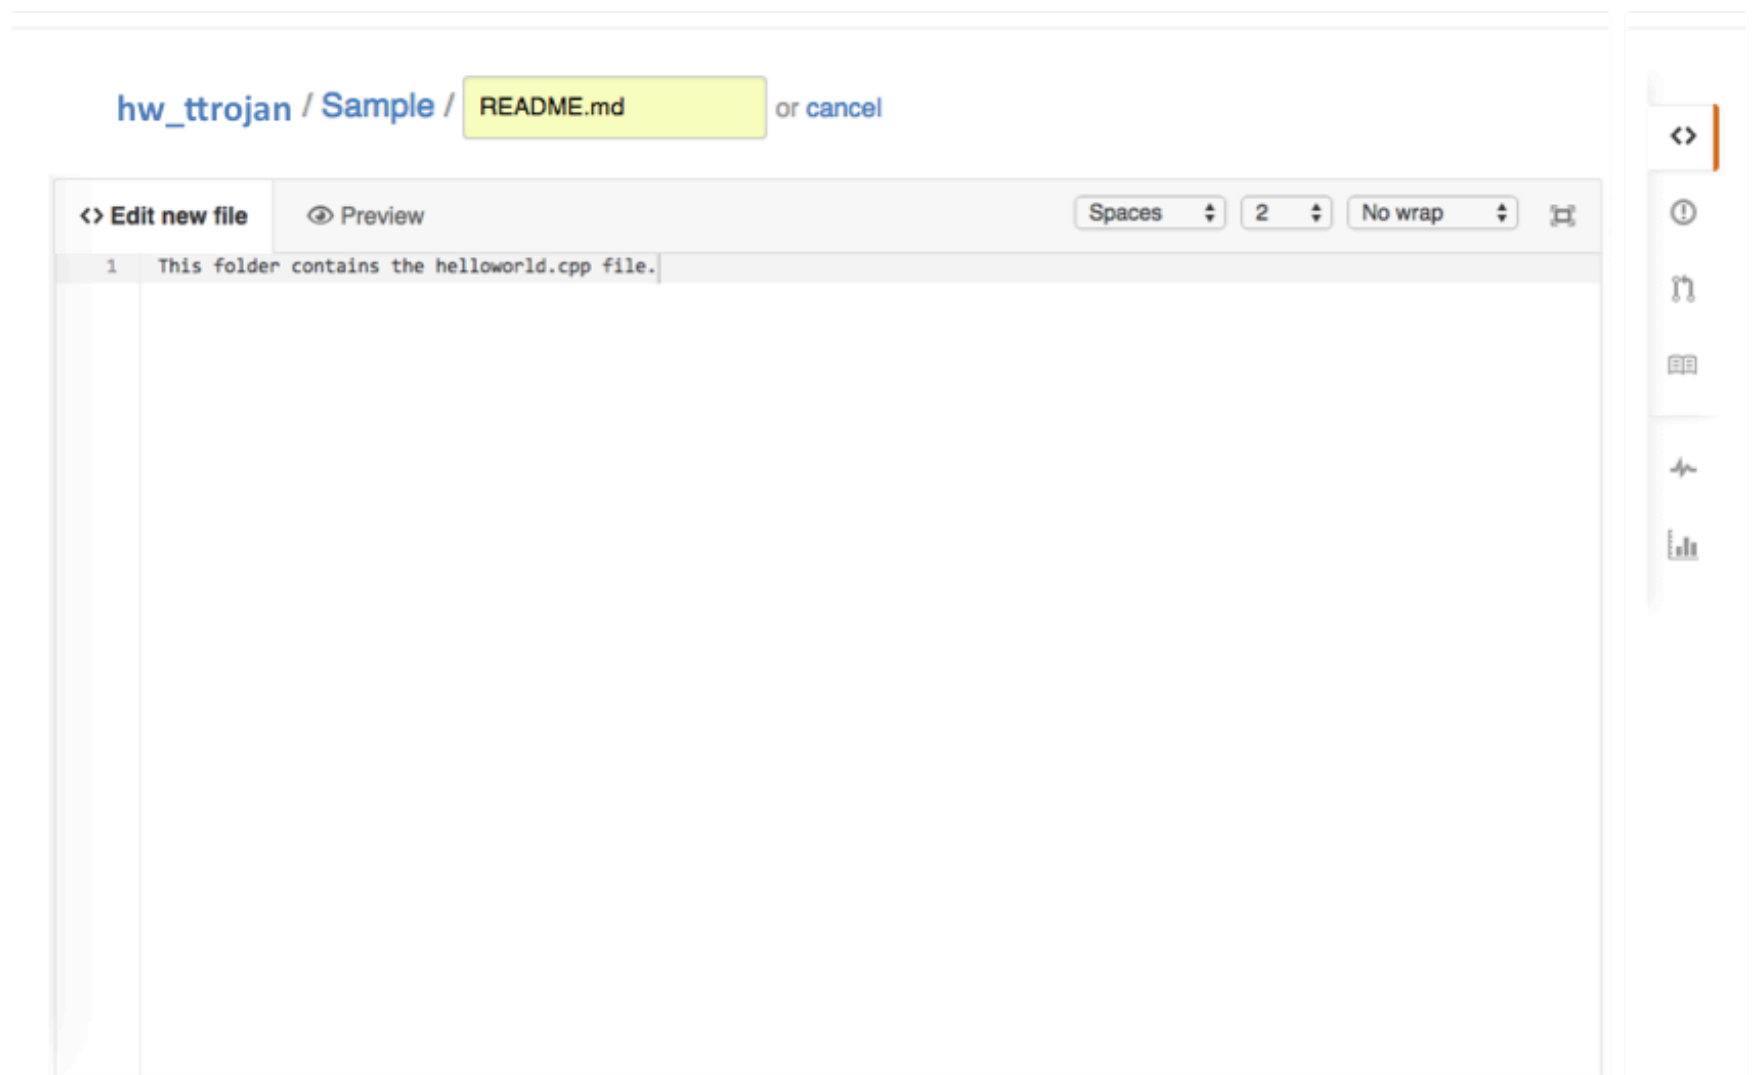 hw_ttrojan / Sample / README.md or cancel
<> Edit new file Preview Spaces 2 No wrap
1 This folder contains the helloworld.cpp file.